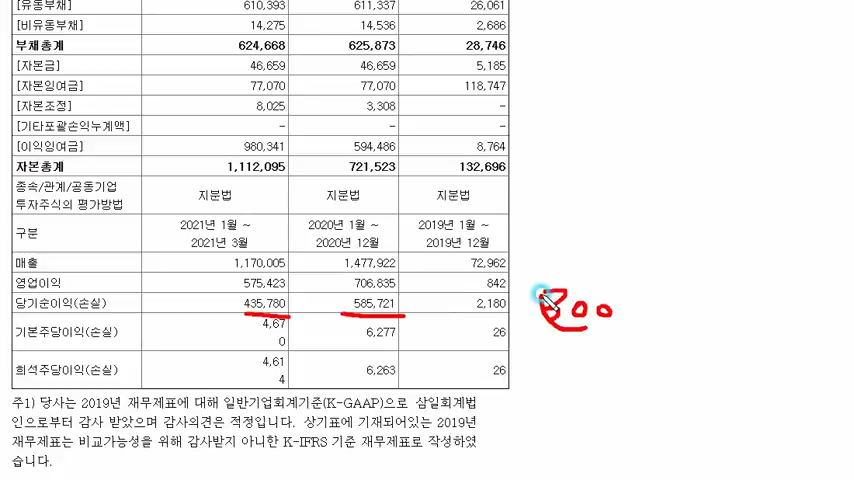 [유동부채] 610,393 611,337 26,061
[비유동부채] 14,275 14,536 2,686
부채총계 624,668 625,873 28,746
[자본금] 46,659 46,659 5,185
[자본잉여금] 77,070 77,070 118,747
[자본조정] 8,025 3,308 -
[기타포괄손익누계액] - - -
[이익잉여금] 980,341 594,486 8,764
자본총계 1,112,095 721,523 132,696
종속/관계/공동기업
투자주식의 평가방법 지분법 지분법 지분법
구분 2021년 1월 ~ 2020년 1월 ~ 2019년 1월 ~
2021년 3월 2020년 12월 2019년 12월
매출 1,170,005 1,477,922 72,962
영업이익 575,423 706,835 842
당기순이익(손실) 435,780 585,721 2,180
기본주당이익(손실) 4,67
0 6,277 26
희석주당이익(손실) 4,61
4 6,263 26
주1) 당사는 2019년 재무제표에 대해 일반기업회계기준(K-GAAP)으로 삼일회계법
인으로부터 감사 받았으며 감사의견은 적정입니다. 상기표에 기재되어있는 2019년
재무제표는 비교가능성을 위해 감사받지 아니한 K-IFRS 기준 재무제표로 작성하였
습니다.